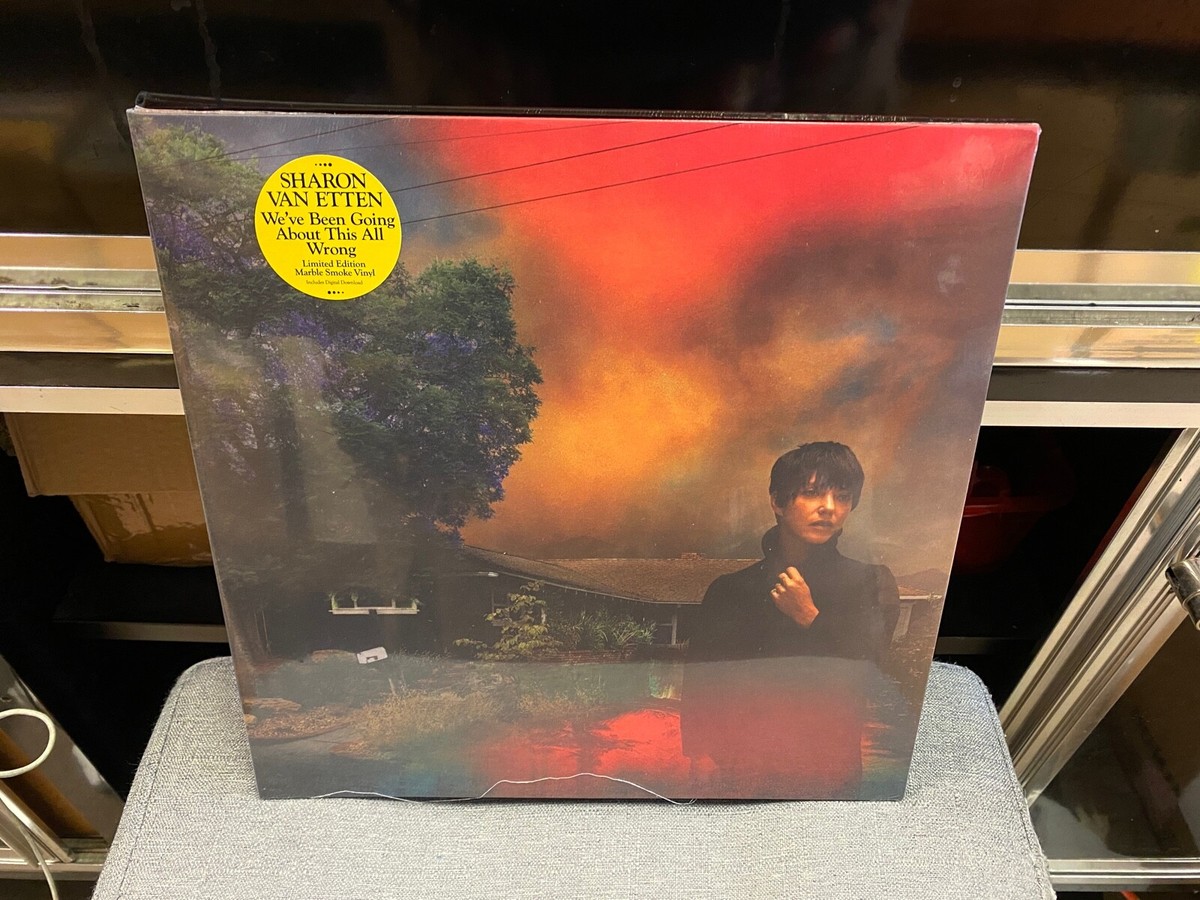 SHARON
VAN ETTEN
We've Been Going
About This All
Wrong
Limited Edition
Marble Smoke Vinyl
Includes Digital Download